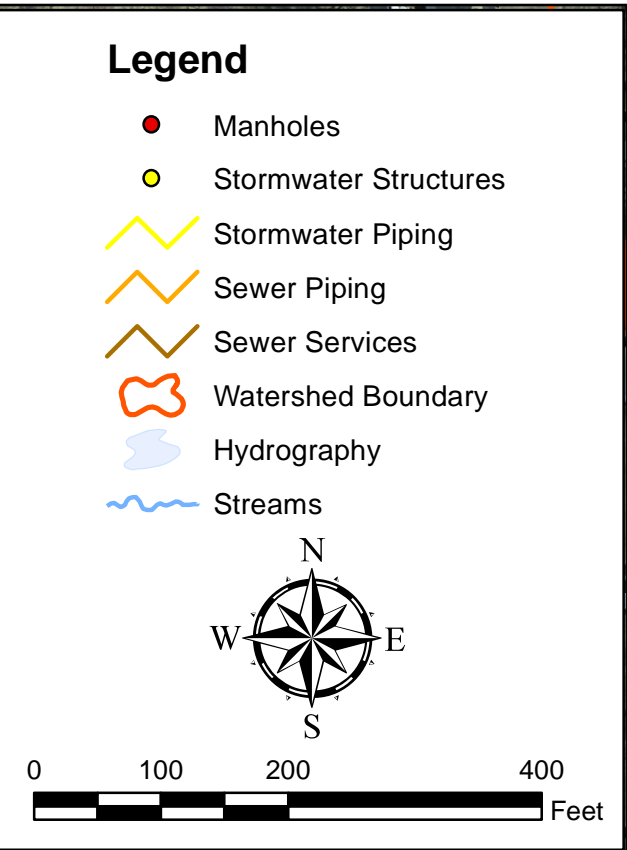 Legend
Manholes
Stormwater Structures
Stormwater Piping
Sewer Piping
Sewer Services
Watershed Boundary
Hydrography
Streams
N
W E
S
0 100 200 400
Feet